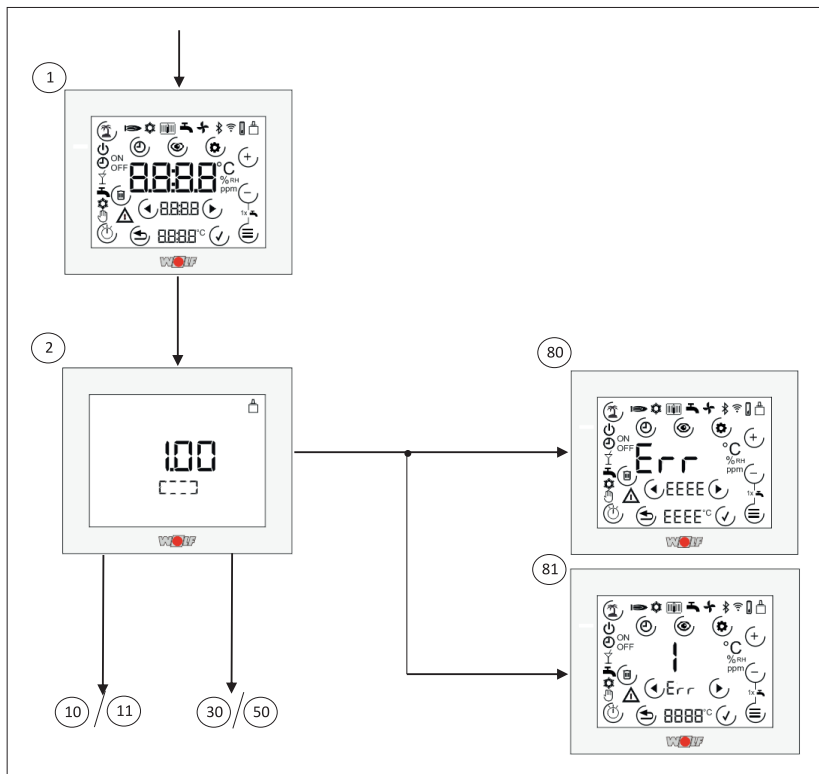 1
ON
OFF
8.8:8.8 °C
% RH
ppm
8.8:8.8
1x
8.8:8.8 °C
WOLF
2
1.00
WOLF
10 / 11
30 / 50
80
ON
OFF
Err °C
% RH
ppm
EEEE
1x
EEEE °C
WOLF
81
ON
OFF
1 °C
% RH
ppm
Err
1x
8888 °C
WOLF